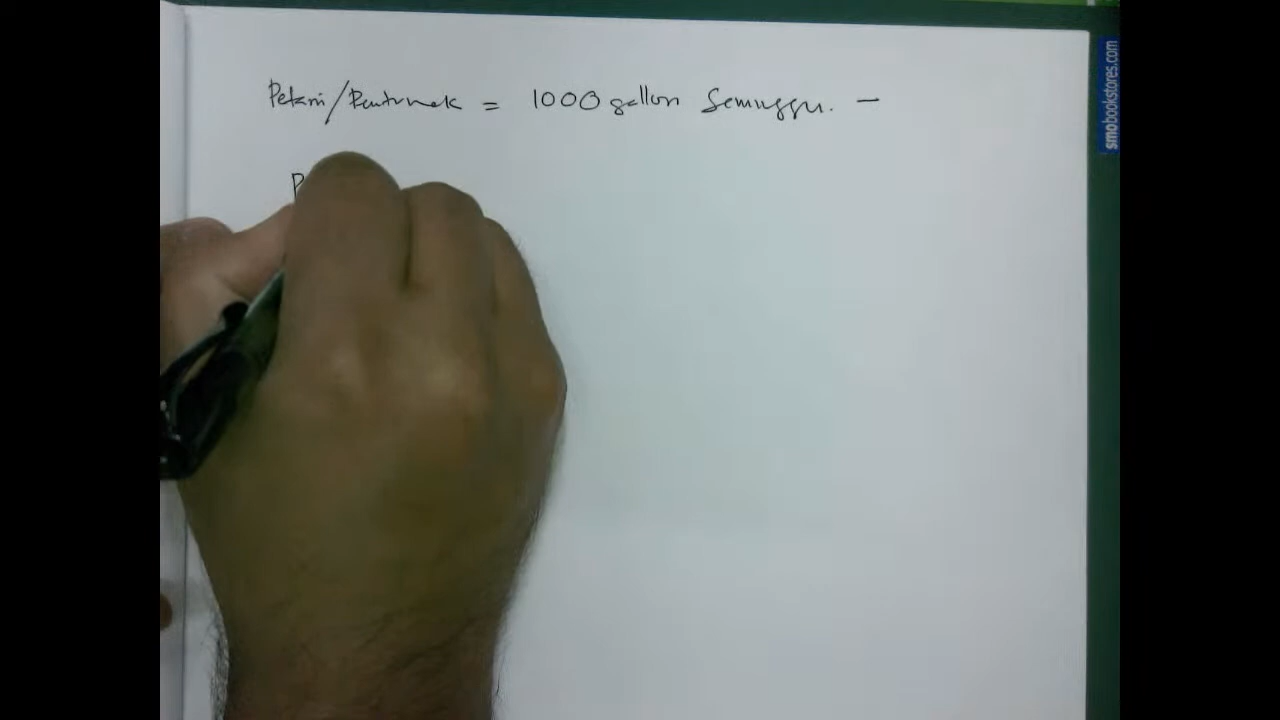 Petani/Penternak = 1000 gallon Seminggu. -
P
smobookstores.com